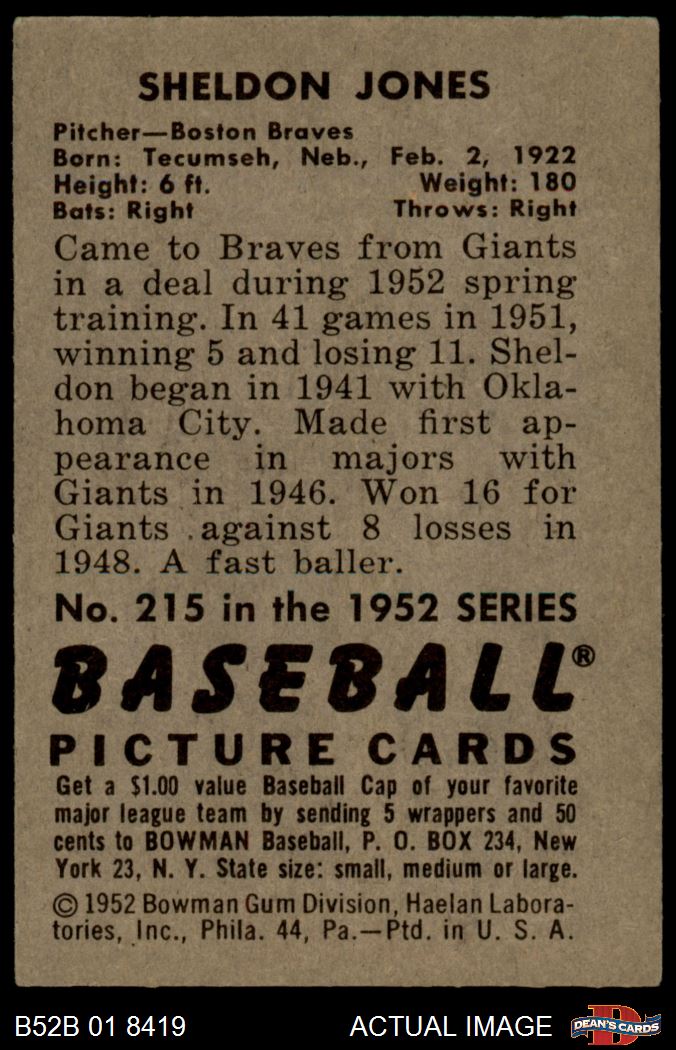 SHELDON JONES
Pitcher—Boston Braves
Born: Tecumseh, Neb., Feb. 2, 1922
Height: 6 ft. Weight: 180
Bats: Right Throws: Right
Came to Braves from Giants
in a deal during 1952 spring
training. In 41 games in 1951,
winning 5 and losing 11. Shel-
don began in 1941 with Okla-
homa City. Made first ap-
pearance in majors with
Giants in 1946. Won 16 for
Giants against 8 losses in
1948. A fast baller.
No. 215 in the 1952 SERIES
BASEBALL®
PICTURE CARDS
Get a $1.00 value Baseball Cap of your favorite
major league team by sending 5 wrappers and 50
cents to BOWMAN Baseball, P. O. BOX 234, New
York 23, N. Y. State size: small, medium or large.
© 1952 Bowman Gum Division, Haelan Labora-
tories, Inc., Phila. 44, Pa.—Ptd. in U. S. A.
B52B 01 8419 ACTUAL IMAGE DEAN'S CARDS